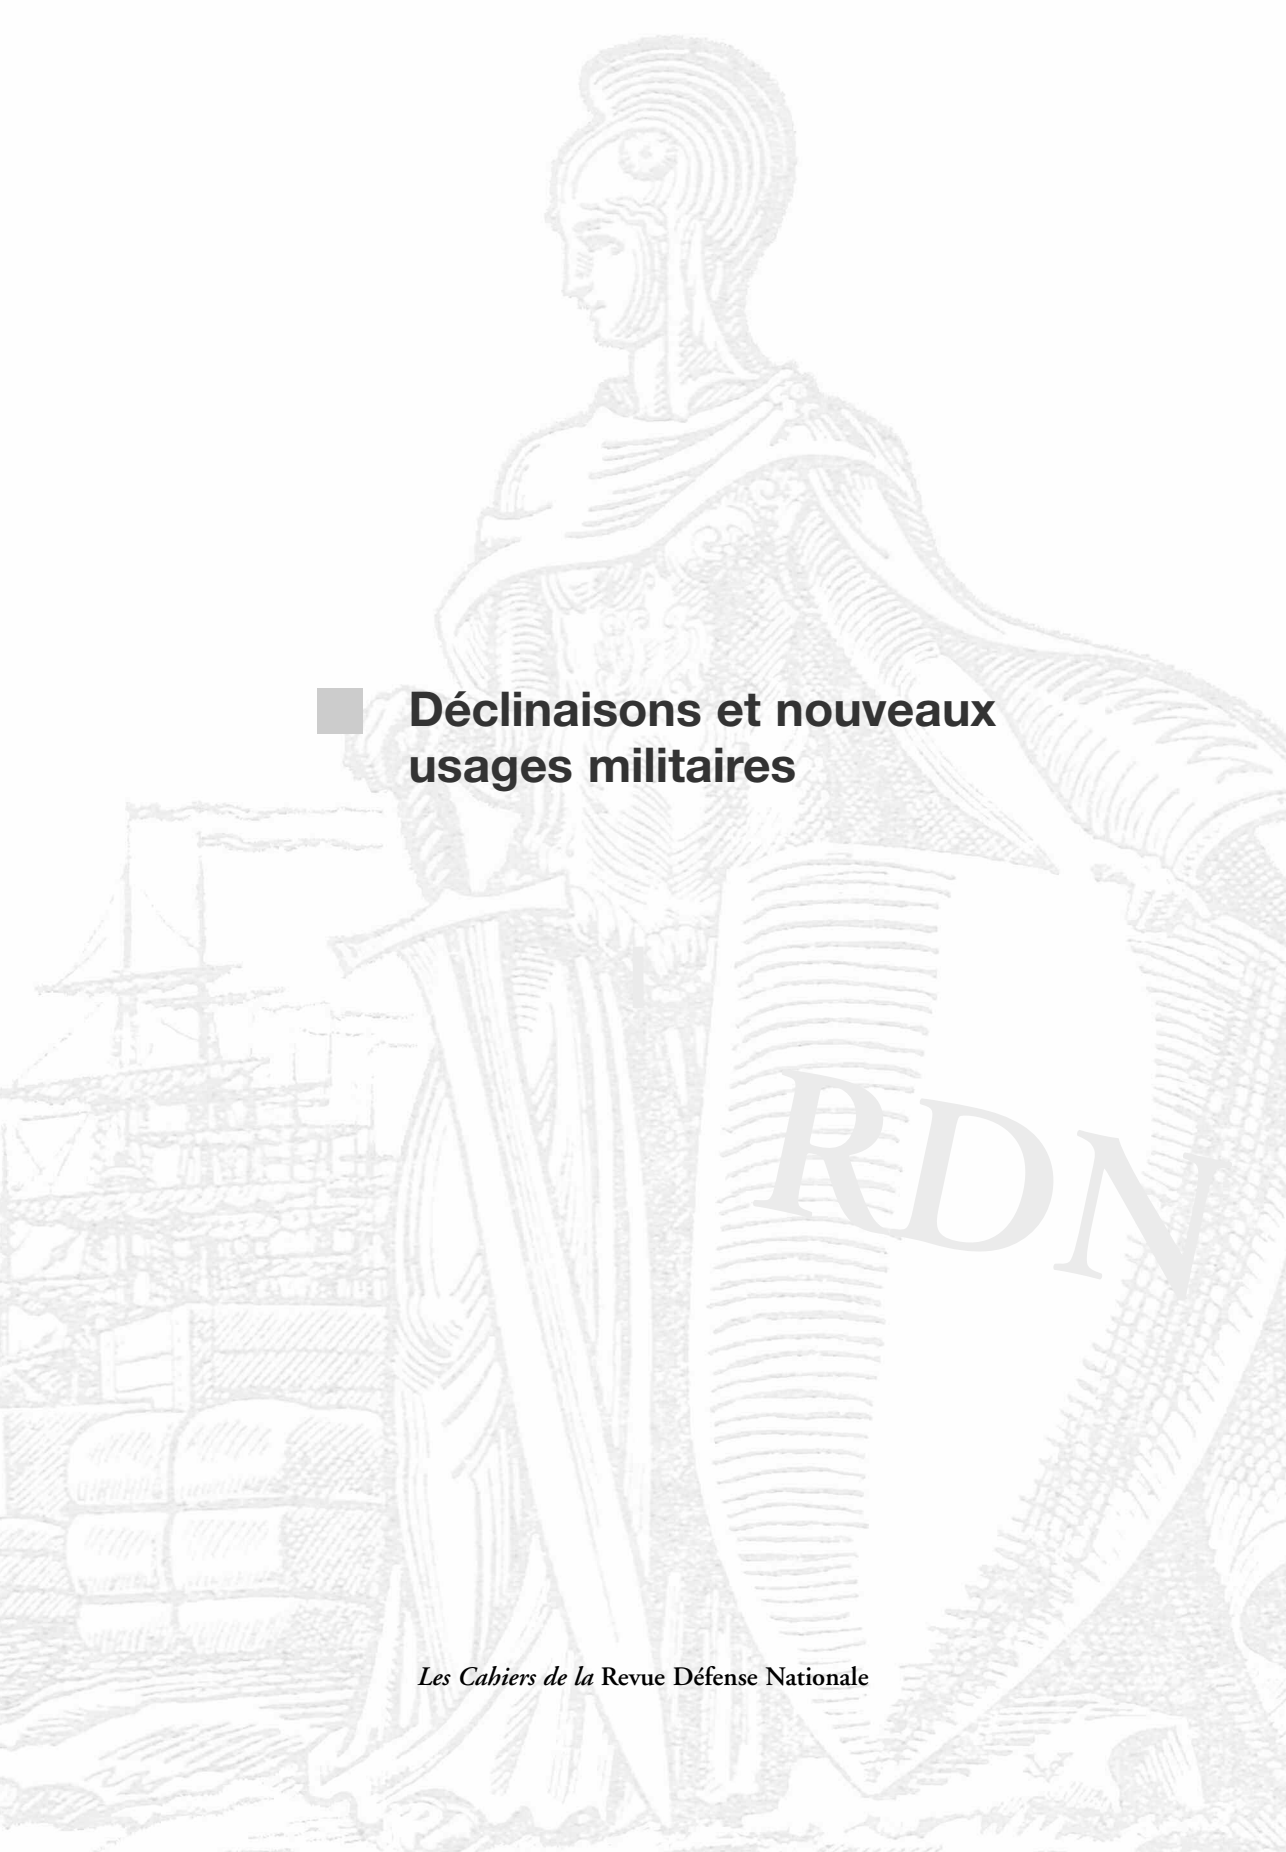 Déclinaisons et nouveaux
usages militaires
RDN
Les Cahiers de la Revue Défense Nationale